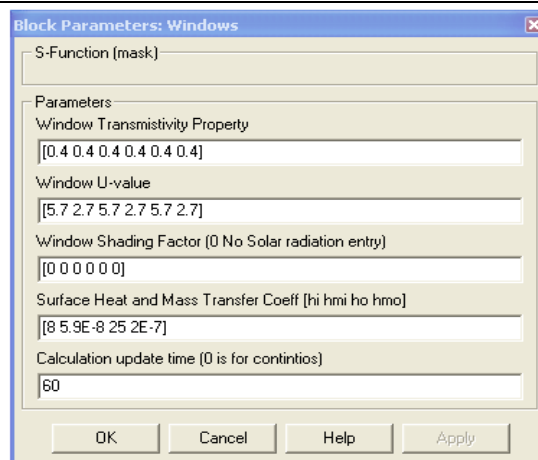 Block Parameters: Windows
S-Function (mask)
Parameters
Window Transmistivity Property
[0.4 0.4 0.4 0.4 0.4 0.4]
Window U-value
[5.7 2.7 5.7 2.7 5.7 2.7]
Window Shading Factor (0 No Solar radiation entry)
[0 0 0 0 0 0]
Surface Heat and Mass Transfer Coeff [hi hmi ho hmo]
[8 5.9E-8 25 2E-7]
Calculation update time (0 is for contintios)
60
OK Cancel Help Apply